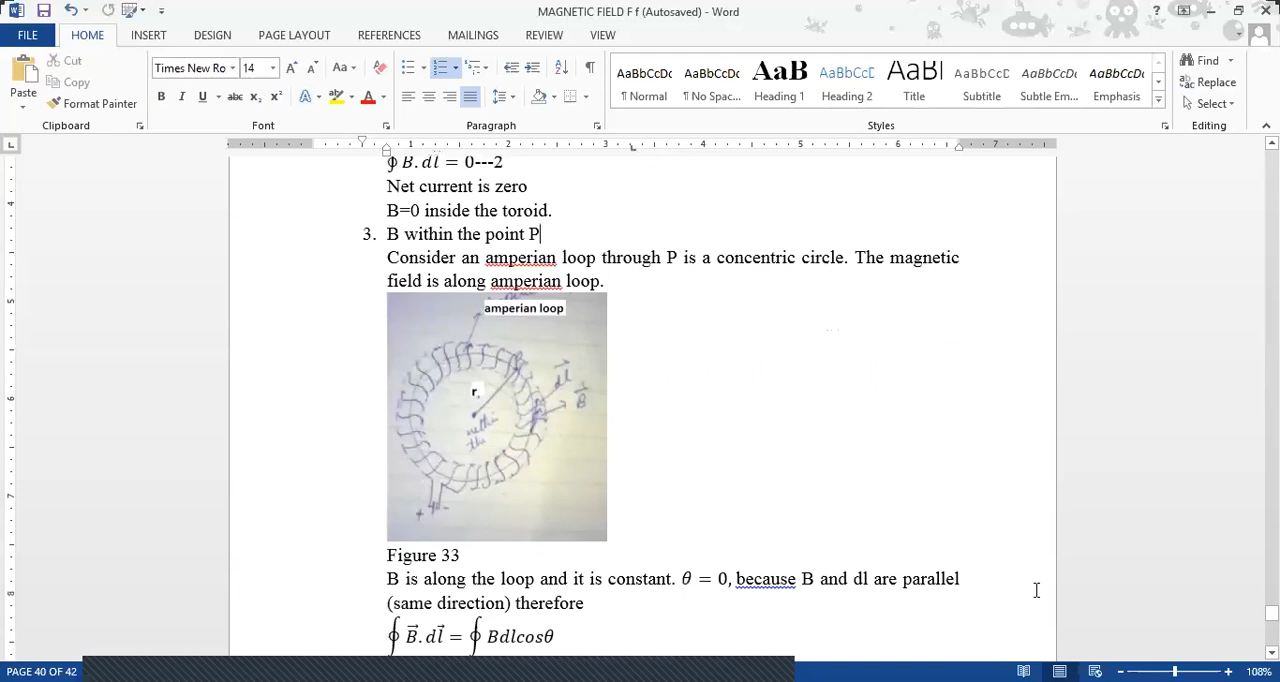 MAGNETIC FIELD F f (Autosaved) - Word
FILE HOME INSERT DESIGN PAGE LAYOUT REFERENCES MAILINGS REVIEW VIEW
Paste
Cut
Copy
Format Painter
Clipboard
Times New Ro 14
Font
Paragraph
AaBbCcDc AaBbCcDc AaB AaBbCcD AaB AaBbCcD AaBbCcDc AaBbCcDc
¶ Normal ¶ No Spac... Heading 1 Heading 2 Title Subtitle Subtle Em... Emphasis
Styles
Find
Replace
Select
Editing
∮ B.dl = 0---2
Net current is zero
B=0 inside the toroid.
3. B within the point P
Consider an amperian loop through P is a concentric circle. The magnetic
field is along amperian loop.
amperian loop
r,
dl
B
+ -
Figure 33
B is along the loop and it is constant. θ = 0, because B and dl are parallel
(same direction) therefore
∮ B⃗.dl⃗ = ∮ Bdlcosθ
PAGE 40 OF 42
108%